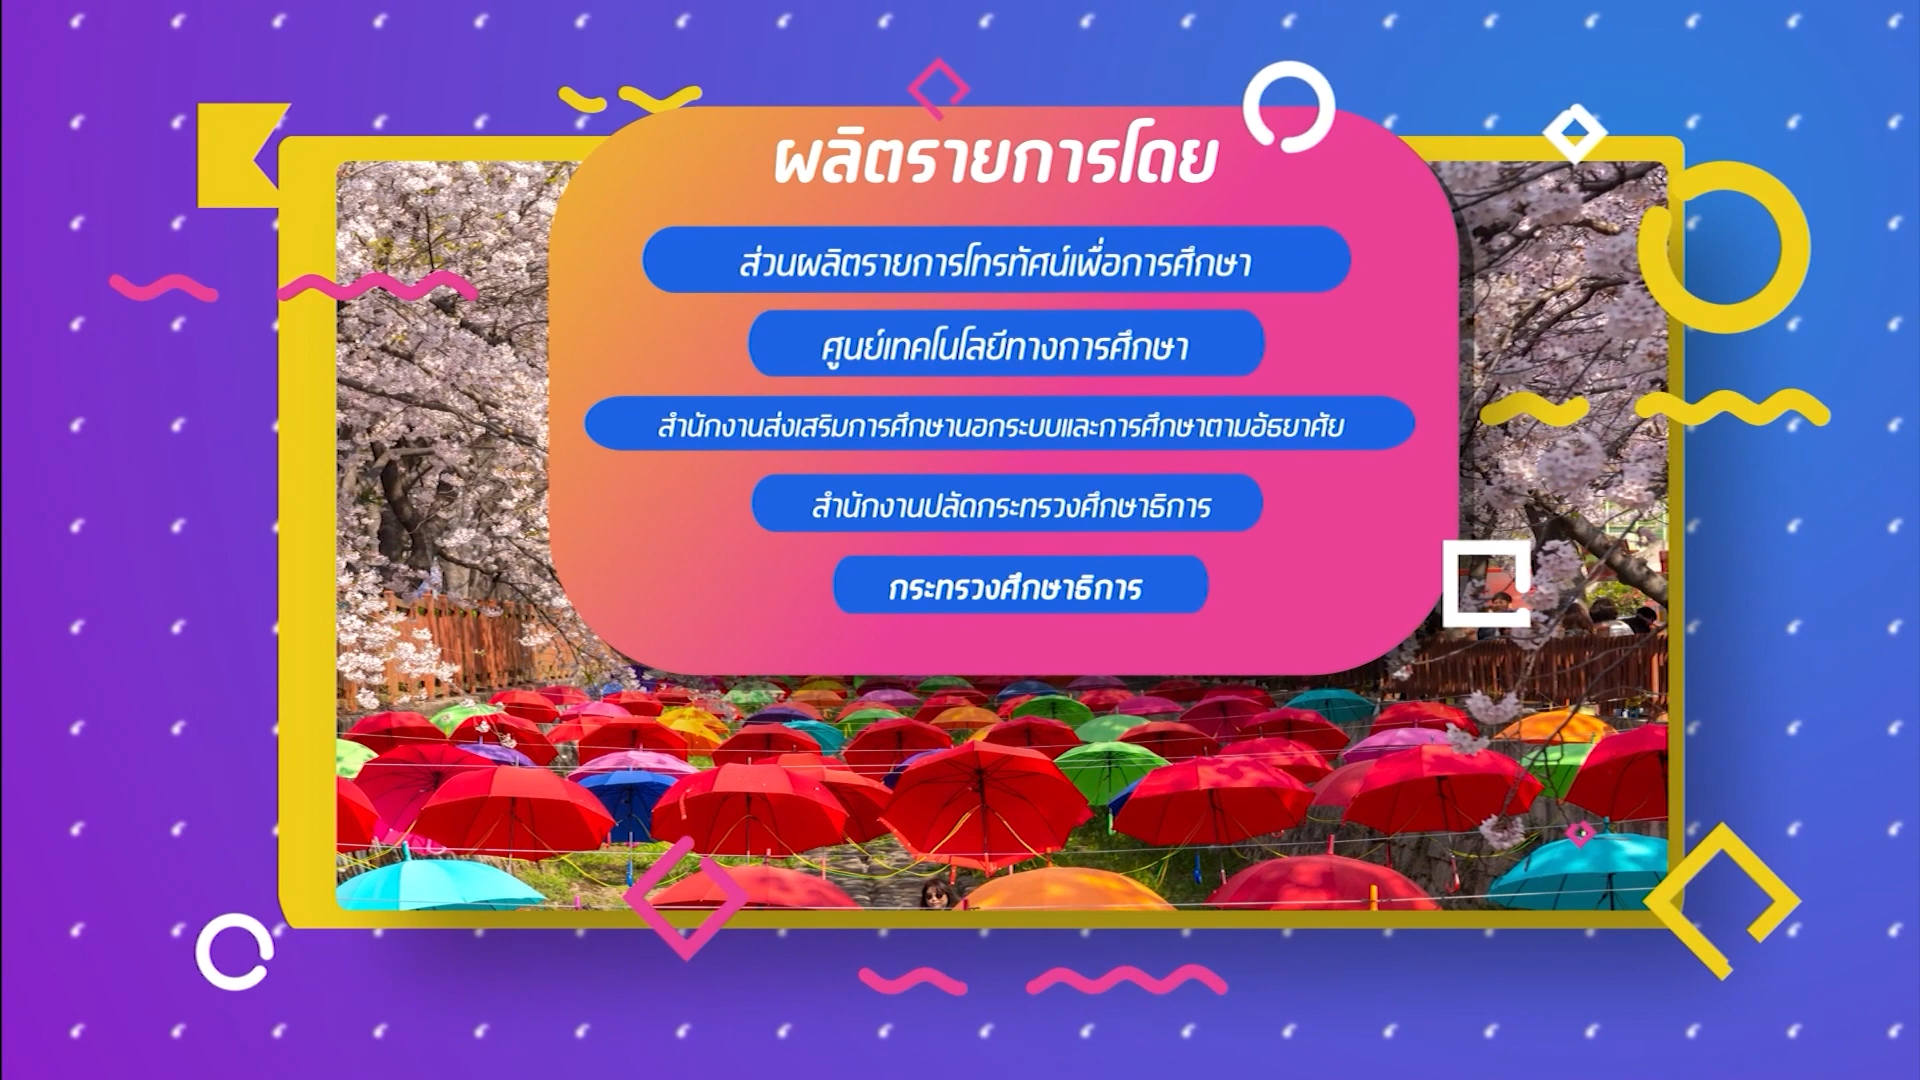 ผลิตรายการโดย
ส่วนผลิตรายการโทรทัศน์เพื่อการศึกษา
ศูนย์เทคโนโลยีทางการศึกษา
สำนักงานส่งเสริมการศึกษานอกระบบและการศึกษาตามอัธยาศัย
สำนักงานปลัดกระทรวงศึกษาธิการ
กระทรวงศึกษาธิการ